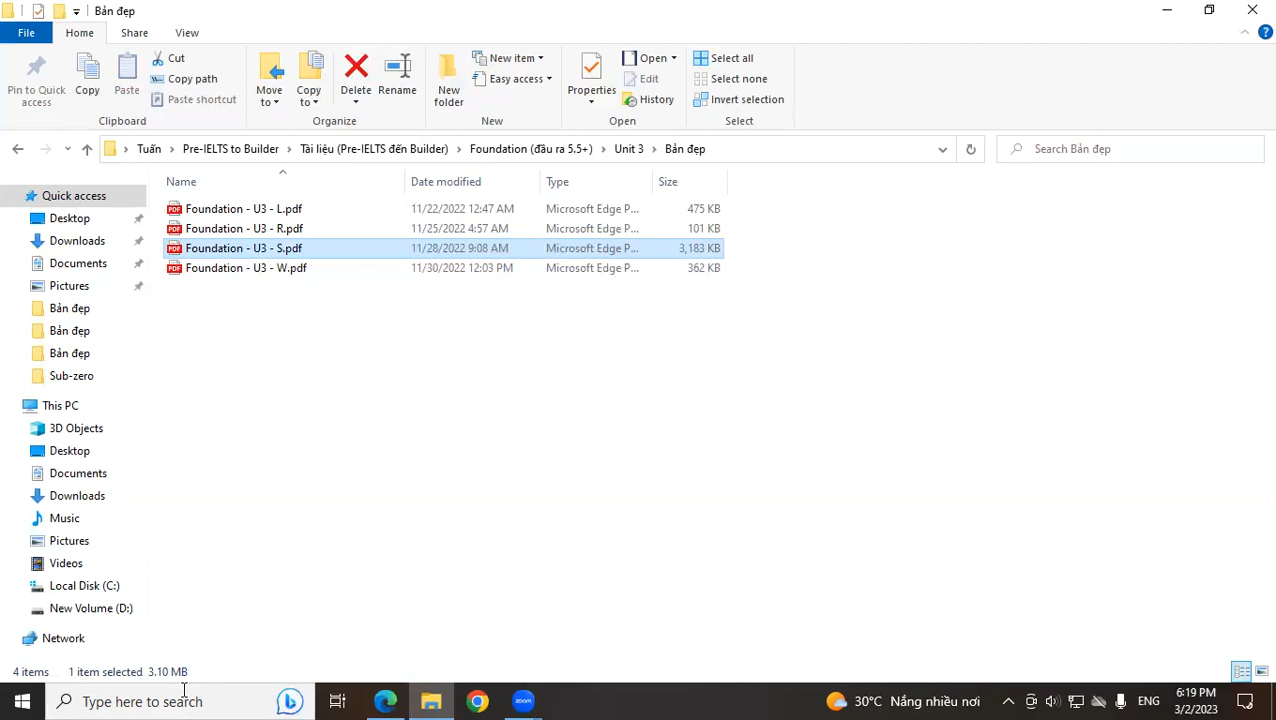 Bản đẹp
File Home Share View
Pin to Quick access
Copy
Paste
Cut
Copy path
Paste shortcut
Clipboard
Move to
Copy to
Delete
Rename
Organize
New folder
New item
Easy access
New
Properties
Open
Edit
History
Open
Select all
Select none
Invert selection
Select
Tuấn > Pre-IELTS to Builder > Tài liệu (Pre-IELTS đến Builder) > Foundation (đầu ra 5.5+) > Unit 3 > Bản đẹp
Search Bản đẹp
Name Date modified Type Size
Foundation - U3 - L.pdf 11/22/2022 12:47 AM Microsoft Edge P... 475 KB
Foundation - U3 - R.pdf 11/25/2022 4:57 AM Microsoft Edge P... 101 KB
Foundation - U3 - S.pdf 11/28/2022 9:08 AM Microsoft Edge P... 3,183 KB
Foundation - U3 - W.pdf 11/30/2022 12:03 PM Microsoft Edge P... 362 KB
Quick access
Desktop
Downloads
Documents
Pictures
Bản đẹp
Bản đẹp
Bản đẹp
Sub-zero
This PC
3D Objects
Desktop
Documents
Downloads
Music
Pictures
Videos
Local Disk (C:)
New Volume (D:)
Network
4 items 1 item selected 3.10 MB
Type here to search
zoom
30°C Nắng nhiều nơi
ENG
6:19 PM
3/2/2023